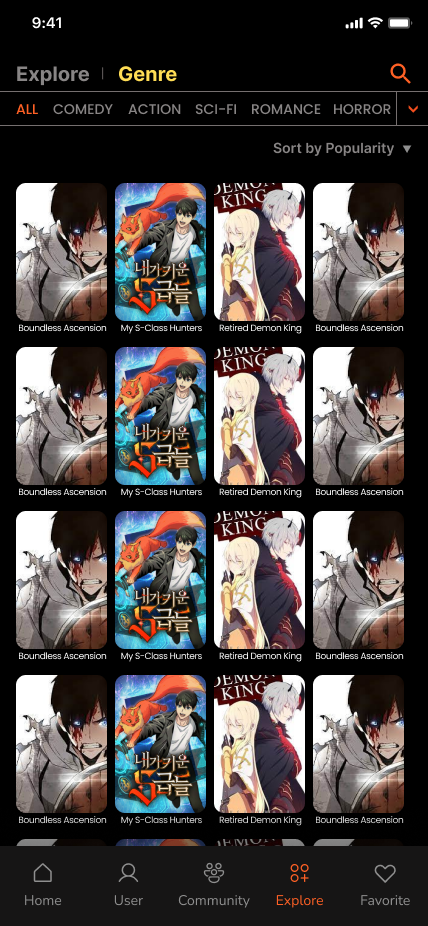 9:41
Explore | Genre
ALL COMEDY ACTION SCI-FI ROMANCE HORROR
Sort by Popularity ▼
내가키운
S급들
DEMON
KING
Boundless Ascension My S-Class Hunters Retired Demon King Boundless Ascension
내가키운
S급들
DEMON
KING
Boundless Ascension My S-Class Hunters Retired Demon King Boundless Ascension
내가키운
S급들
DEMON
KING
Boundless Ascension My S-Class Hunters Retired Demon King Boundless Ascension
내가키운
S급들
DEMON
KING
Boundless Ascension My S-Class Hunters Retired Demon King Boundless Ascension
Home User Community Explore Favorite